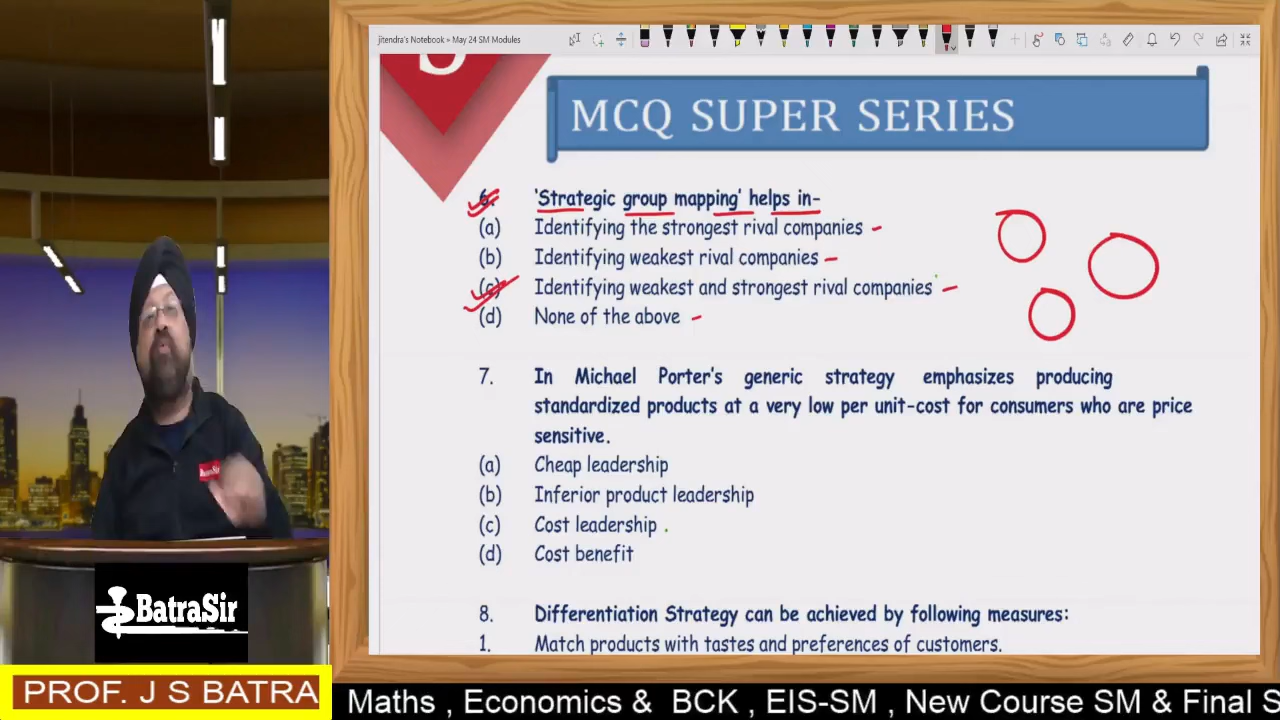 Jitendra's Notebook » May 24 SM Modules
MCQ SUPER SERIES
6. 'Strategic group mapping' helps in-
(a) Identifying the strongest rival companies
(b) Identifying weakest rival companies
(c) Identifying weakest and strongest rival companies
(d) None of the above
7. In Michael Porter's generic strategy emphasizes producing
standardized products at a very low per unit-cost for consumers who are price
sensitive.
(a) Cheap leadership
(b) Inferior product leadership
(c) Cost leadership
(d) Cost benefit
8. Differentiation Strategy can be achieved by following measures:
1. Match products with tastes and preferences of customers.
BatraSir
BatraSir
PROF. J S BATRA
Maths , Economics & BCK , EIS-SM , New Course SM & Final S